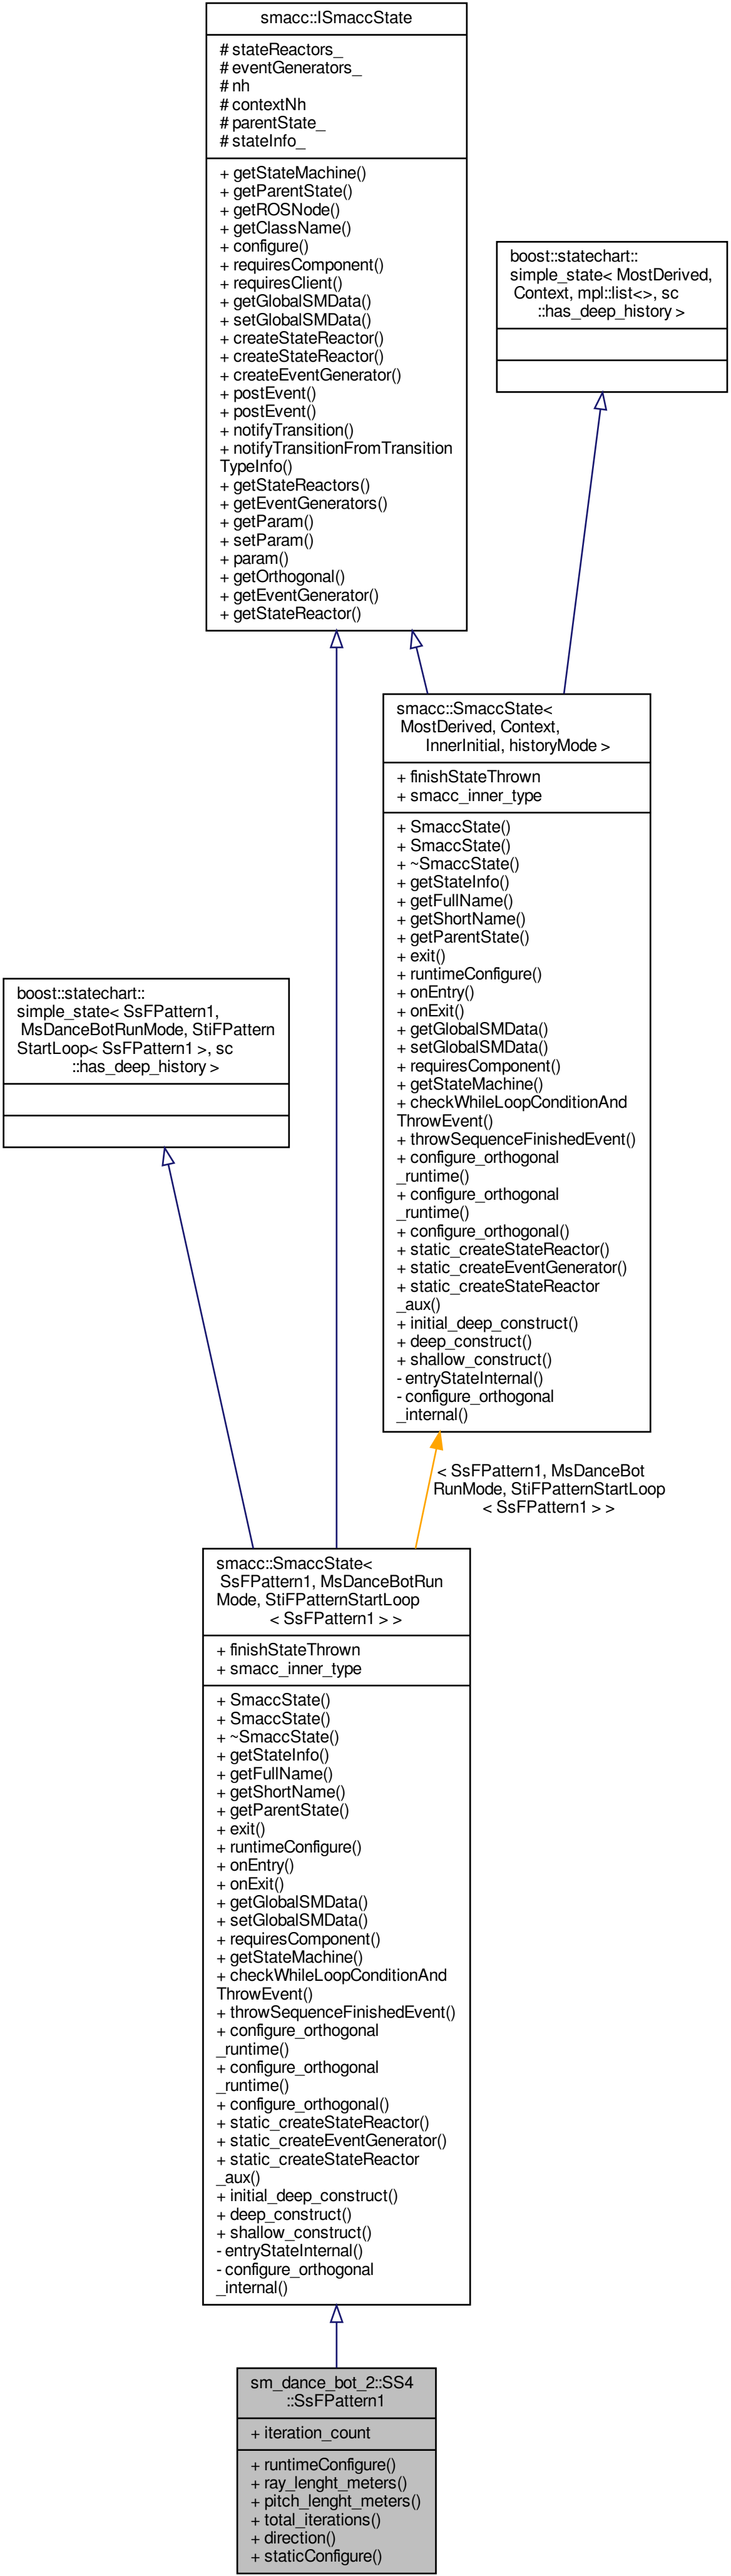 smacc::ISmaccState
# stateReactors_
# eventGenerators_
# nh
# contextNh
# parentState_
# stateInfo_
+ getStateMachine()
+ getParentState()
+ getROSNode()
+ getClassName()
+ configure()
+ requiresComponent()
+ requiresClient()
+ getGlobalSMData()
+ setGlobalSMData()
+ createStateReactor()
+ createStateReactor()
+ createEventGenerator()
+ postEvent()
+ postEvent()
+ notifyTransition()
+ notifyTransitionFromTransition
TypeInfo()
+ getStateReactors()
+ getEventGenerators()
+ getParam()
+ setParam()
+ param()
+ getOrthogonal()
+ getEventGenerator()
+ getStateReactor()
boost::statechart::
simple_state< MostDerived,
Context, mpl::list<>, sc
::has_deep_history >
smacc::SmaccState<
MostDerived, Context,
InnerInitial, historyMode >
+ finishStateThrown
+ smacc_inner_type
+ SmaccState()
+ SmaccState()
+ ~SmaccState()
+ getStateInfo()
+ getFullName()
+ getShortName()
+ getParentState()
+ exit()
+ runtimeConfigure()
+ onEntry()
+ onExit()
+ getGlobalSMData()
+ setGlobalSMData()
+ requiresComponent()
+ getStateMachine()
+ checkWhileLoopConditionAnd
ThrowEvent()
+ throwSequenceFinishedEvent()
+ configure_orthogonal
_runtime()
+ configure_orthogonal
_runtime()
+ configure_orthogonal()
+ static_createStateReactor()
+ static_createEventGenerator()
+ static_createStateReactor
_aux()
+ initial_deep_construct()
+ deep_construct()
+ shallow_construct()
- entryStateInternal()
- configure_orthogonal
_internal()
boost::statechart::
simple_state< SsFPattern1,
MsDanceBotRunMode, StiFPattern
StartLoop< SsFPattern1 >, sc
::has_deep_history >
< SsFPattern1, MsDanceBot
RunMode, StiFPatternStartLoop
< SsFPattern1 > >
smacc::SmaccState<
SsFPattern1, MsDanceBotRun
Mode, StiFPatternStartLoop
< SsFPattern1 > >
+ finishStateThrown
+ smacc_inner_type
+ SmaccState()
+ SmaccState()
+ ~SmaccState()
+ getStateInfo()
+ getFullName()
+ getShortName()
+ getParentState()
+ exit()
+ runtimeConfigure()
+ onEntry()
+ onExit()
+ getGlobalSMData()
+ setGlobalSMData()
+ requiresComponent()
+ getStateMachine()
+ checkWhileLoopConditionAnd
ThrowEvent()
+ throwSequenceFinishedEvent()
+ configure_orthogonal
_runtime()
+ configure_orthogonal
_runtime()
+ configure_orthogonal()
+ static_createStateReactor()
+ static_createEventGenerator()
+ static_createStateReactor
_aux()
+ initial_deep_construct()
+ deep_construct()
+ shallow_construct()
- entryStateInternal()
- configure_orthogonal
_internal()
sm_dance_bot_2::SS4
::SsFPattern1
+ iteration_count
+ runtimeConfigure()
+ ray_lenght_meters()
+ pitch_lenght_meters()
+ total_iterations()
+ direction()
+ staticConfigure()